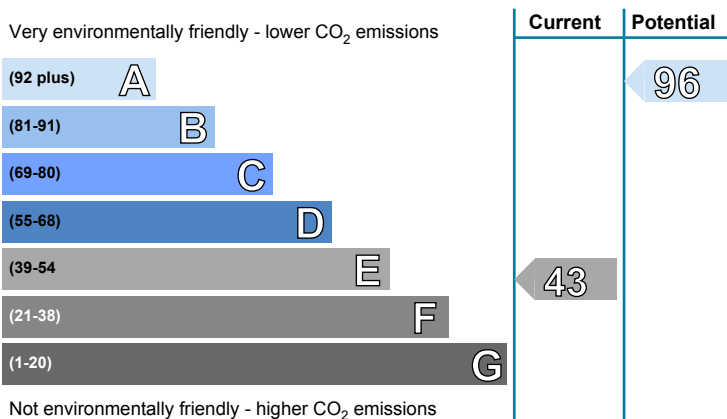 Current Potential
Very environmentally friendly - lower CO2 emissions
(92 plus) A 96
(81-91) B
(69-80) C
(55-68) D
(39-54 E 43
(21-38) F
(1-20) G
Not environmentally friendly - higher CO2 emissions